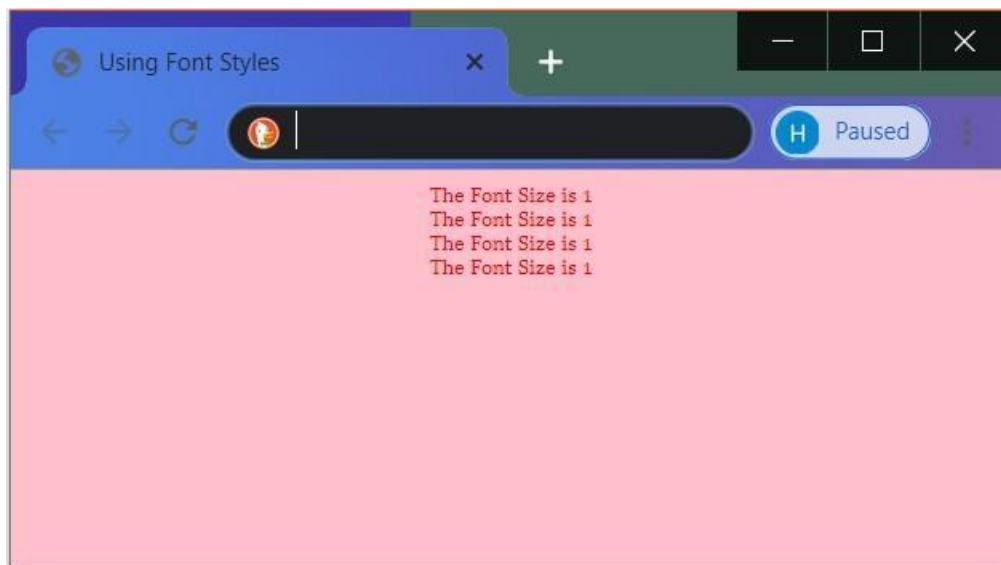 Using Font Styles
H Paused
The Font Size is 1
The Font Size is 1
The Font Size is 1
The Font Size is 1